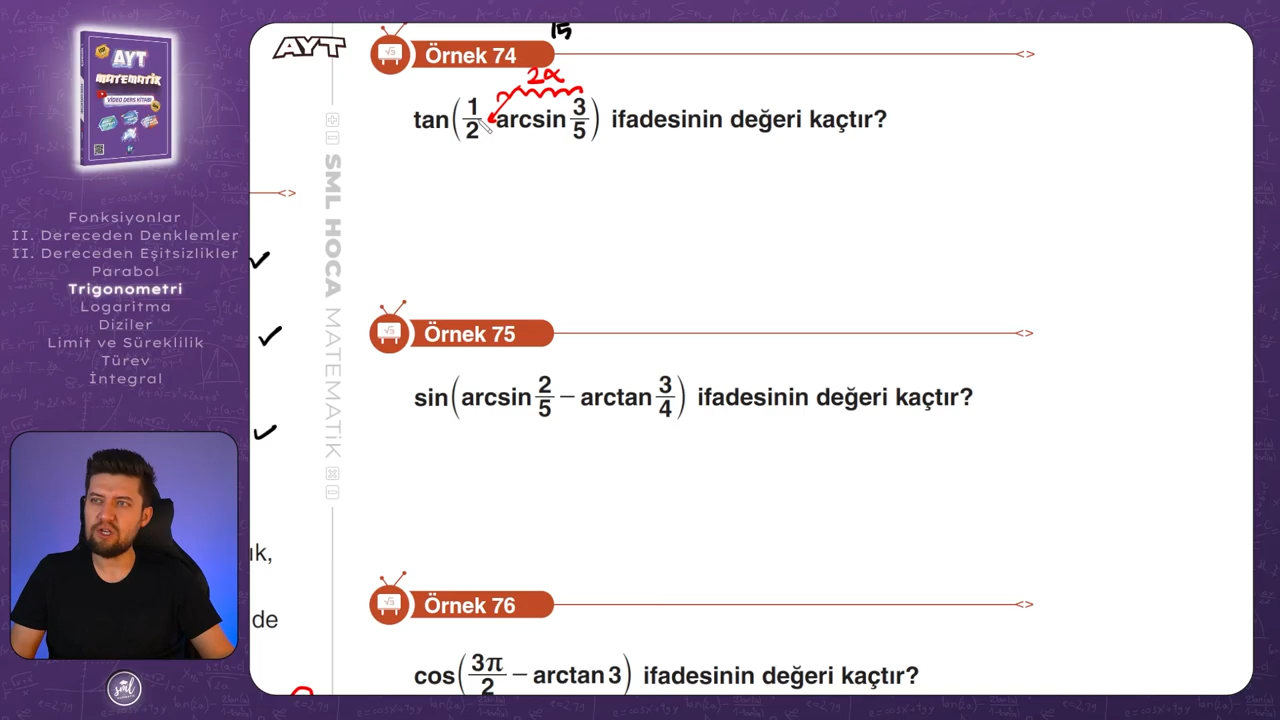 AYT
MATEMATİK
VİDEO DERS KİTABI
Fonksiyonlar
II. Dereceden Denklemler
II. Dereceden Eşitsizlikler
Parabol
Trigonometri
Logaritma
Diziler
Limit ve Süreklilik
Türev
İntegral
sml
ık,
de
AYT
SML HOCA MATEMATİK
15
Örnek 74
2α
tan(1/2 · arcsin 3/5) ifadesinin değeri kaçtır?
Örnek 75
sin(arcsin 2/5 − arctan 3/4) ifadesinin değeri kaçtır?
Örnek 76
cos(3π/2 − arctan 3) ifadesinin değeri kaçtır?